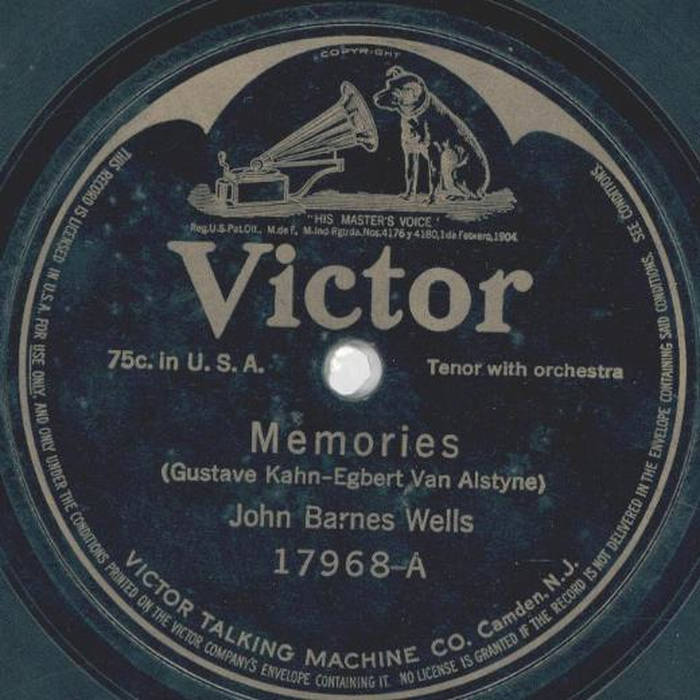 COPYRIGHT
"HIS MASTER'S VOICE"
Reg.U.S.Pat.Off., M.de F., M.Ind.Rgtrda.Nos.4176 y 4180,1 de Febrero,1904.
Victor
75c. in U. S. A.
Tenor with orchestra
Memories
(Gustave Kahn-Egbert Van Alstyne)
John Barnes Wells
17968-A
VICTOR TALKING MACHINE CO. Camden, N.J.
THIS RECORD IS LICENSED IN U.S.A. FOR USE ONLY, AND ONLY UNDER THE CONDITIONS PRINTED ON THE VICTOR COMPANY'S ENVELOPE CONTAINING IT. NO LICENSE IS GRANTED IF THE RECORD IS NOT DELIVERED IN THE ENVELOPE CONTAINING SAID CONDITIONS. SEE CONDITIONS.